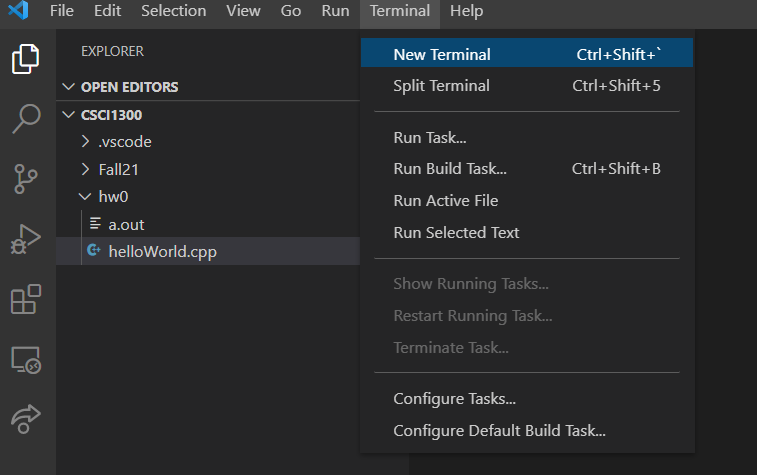 File Edit Selection View Go Run Terminal Help
EXPLORER
OPEN EDITORS
CSCI1300
.vscode
Fall21
hw0
a.out
helloWorld.cpp
New Terminal Ctrl+Shift+`
Split Terminal Ctrl+Shift+5
Run Task...
Run Build Task... Ctrl+Shift+B
Run Active File
Run Selected Text
Show Running Tasks...
Restart Running Task...
Terminate Task...
Configure Tasks...
Configure Default Build Task...